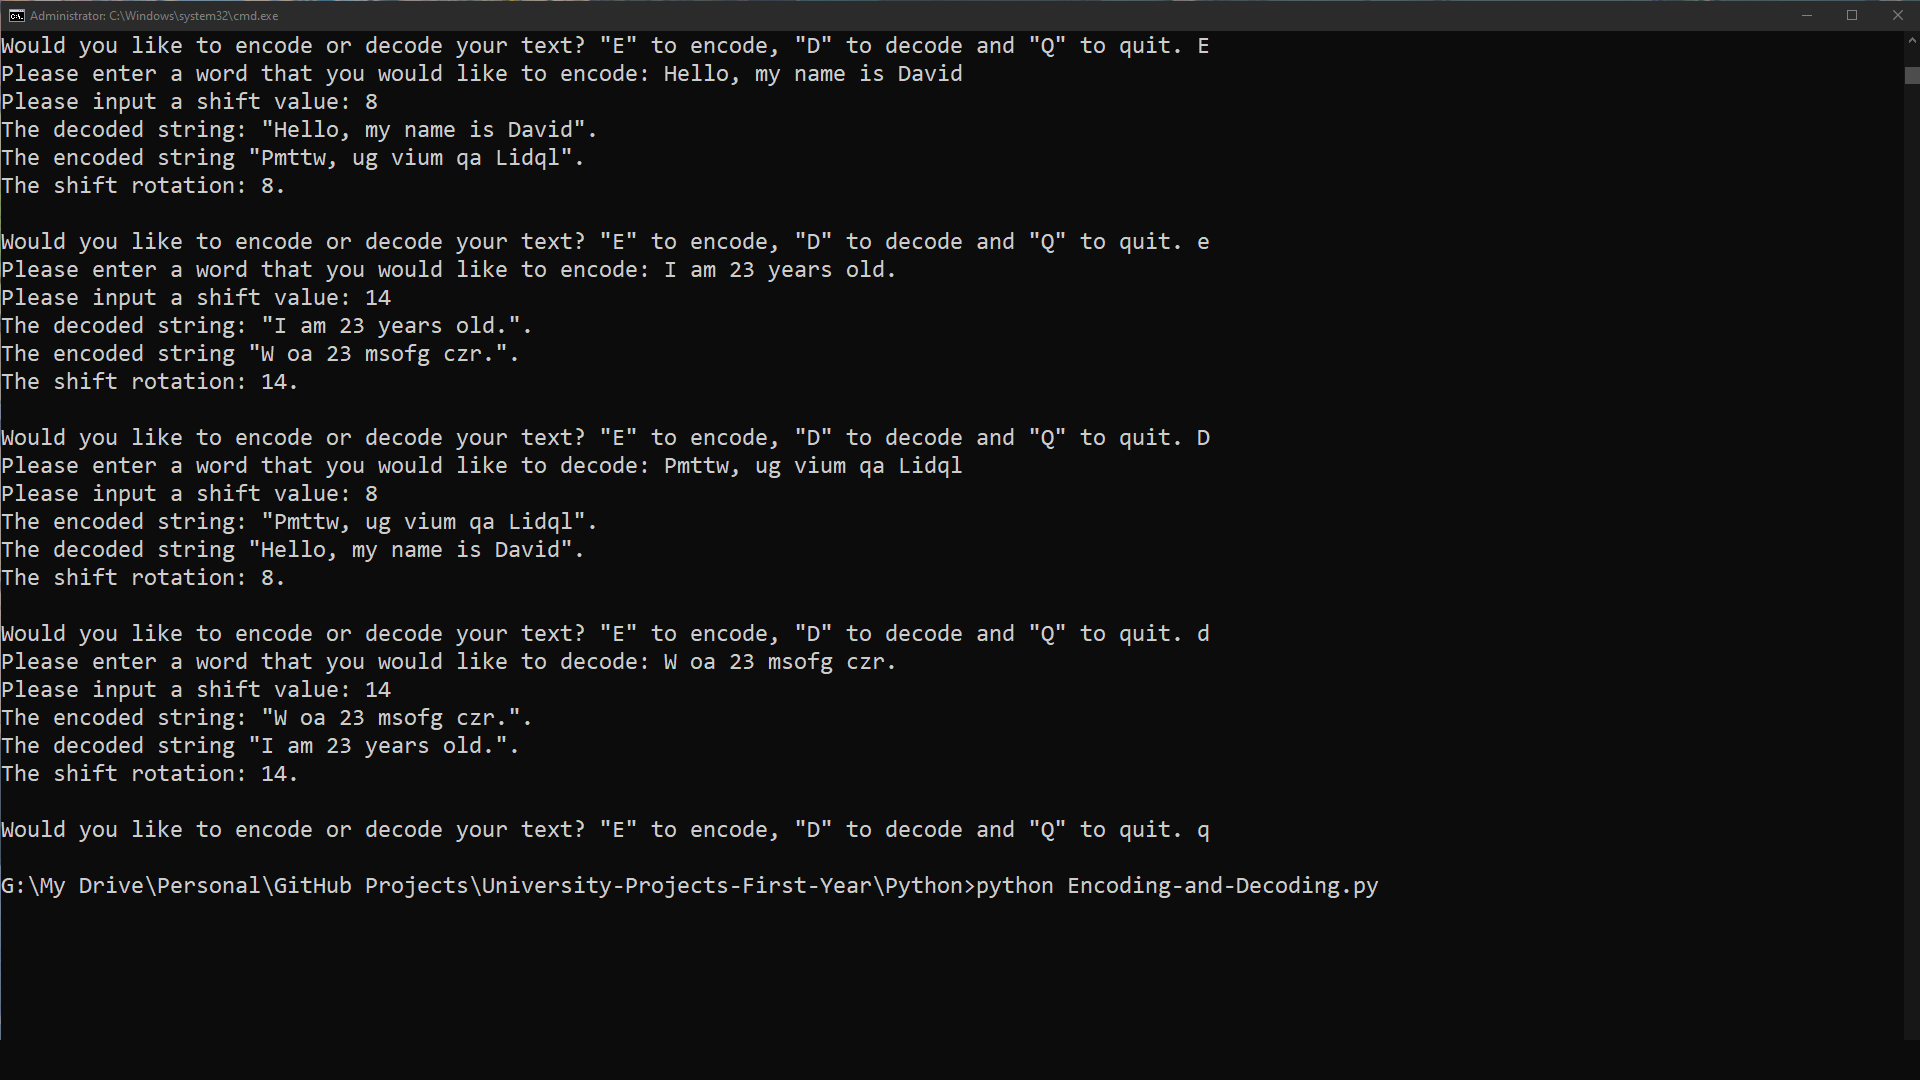 Administrator: C:\Windows\system32\cmd.exe
Would you like to encode or decode your text? "E" to encode, "D" to decode and "Q" to quit. E
Please enter a word that you would like to encode: Hello, my name is David
Please input a shift value: 8
The decoded string: "Hello, my name is David".
The encoded string "Pmttw, ug vium qa Lidql".
The shift rotation: 8.
Would you like to encode or decode your text? "E" to encode, "D" to decode and "Q" to quit. e
Please enter a word that you would like to encode: I am 23 years old.
Please input a shift value: 14
The decoded string: "I am 23 years old.".
The encoded string "W oa 23 msofg czr.".
The shift rotation: 14.
Would you like to encode or decode your text? "E" to encode, "D" to decode and "Q" to quit. D
Please enter a word that you would like to decode: Pmttw, ug vium qa Lidql
Please input a shift value: 8
The encoded string: "Pmttw, ug vium qa Lidql".
The decoded string "Hello, my name is David".
The shift rotation: 8.
Would you like to encode or decode your text? "E" to encode, "D" to decode and "Q" to quit. d
Please enter a word that you would like to decode: W oa 23 msofg czr.
Please input a shift value: 14
The encoded string: "W oa 23 msofg czr.".
The decoded string "I am 23 years old.".
The shift rotation: 14.
Would you like to encode or decode your text? "E" to encode, "D" to decode and "Q" to quit. q
G:\My Drive\Personal\GitHub Projects\University-Projects-First-Year\Python>python Encoding-and-Decoding.py